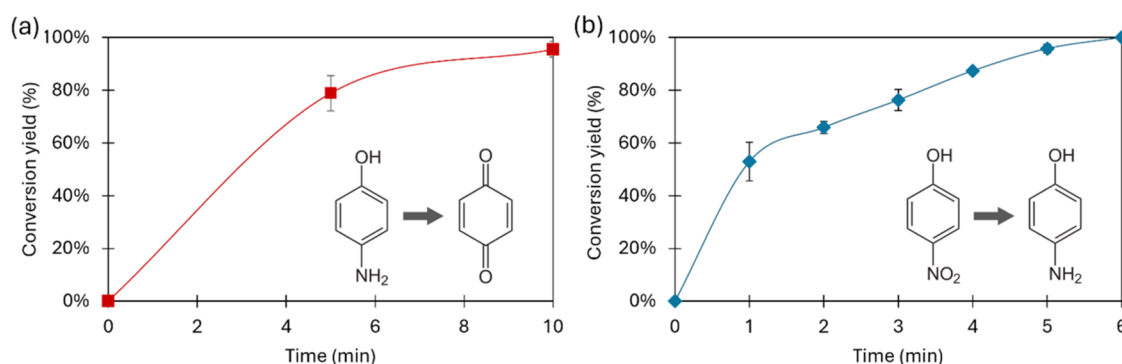 (a)
Conversion yield (%)
100%
80%
60%
40%
20%
0%
0 2 4 6 8 10
Time (min)
OH
NH2
O
O
(b)
Conversion yield (%)
100%
80%
60%
40%
20%
0%
0 1 2 3 4 5 6
Time (min)
OH
NO2
OH
NH2